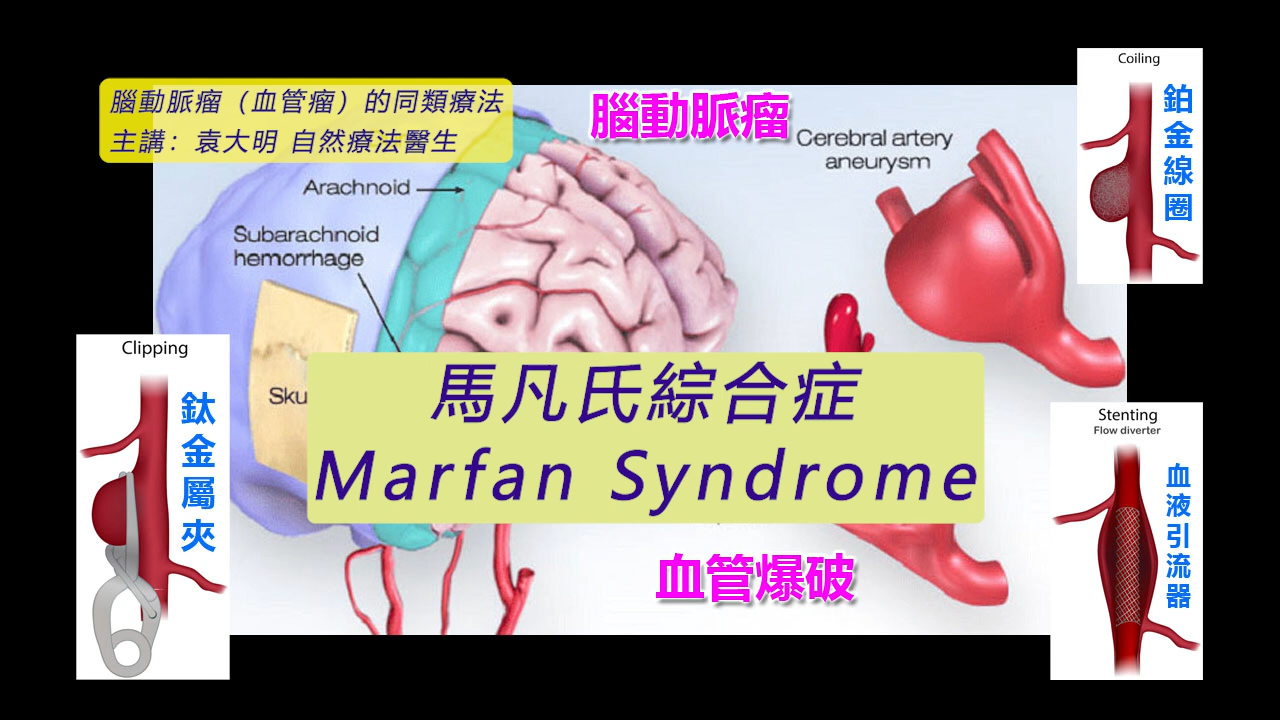 腦動脈瘤（血管瘤）的同類療法
主講：袁大明 自然療法醫生
腦動脈瘤
Cerebral artery
aneurysm
Coiling
鉑金線圈
Arachnoid
Subarachnoid
hemorrhage
Clipping
鈦金屬夾
Sku
馬凡氏綜合症
Marfan Syndrome
Stenting
Flow diverter
血液引流器
血管爆破